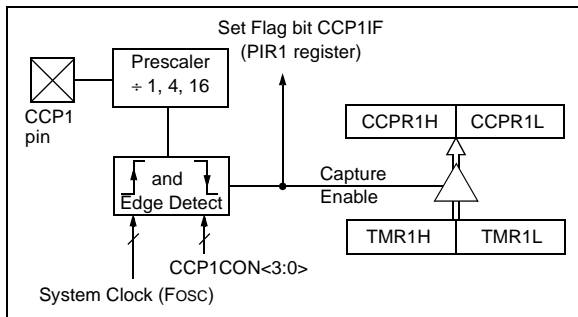 Set Flag bit CCP1IF
(PIR1 register)
Prescaler
÷ 1, 4, 16
CCP1
pin
CCPR1H CCPR1L
and
Edge Detect
Capture
Enable
TMR1H TMR1L
CCP1CON<3:0>
System Clock (FOSC)